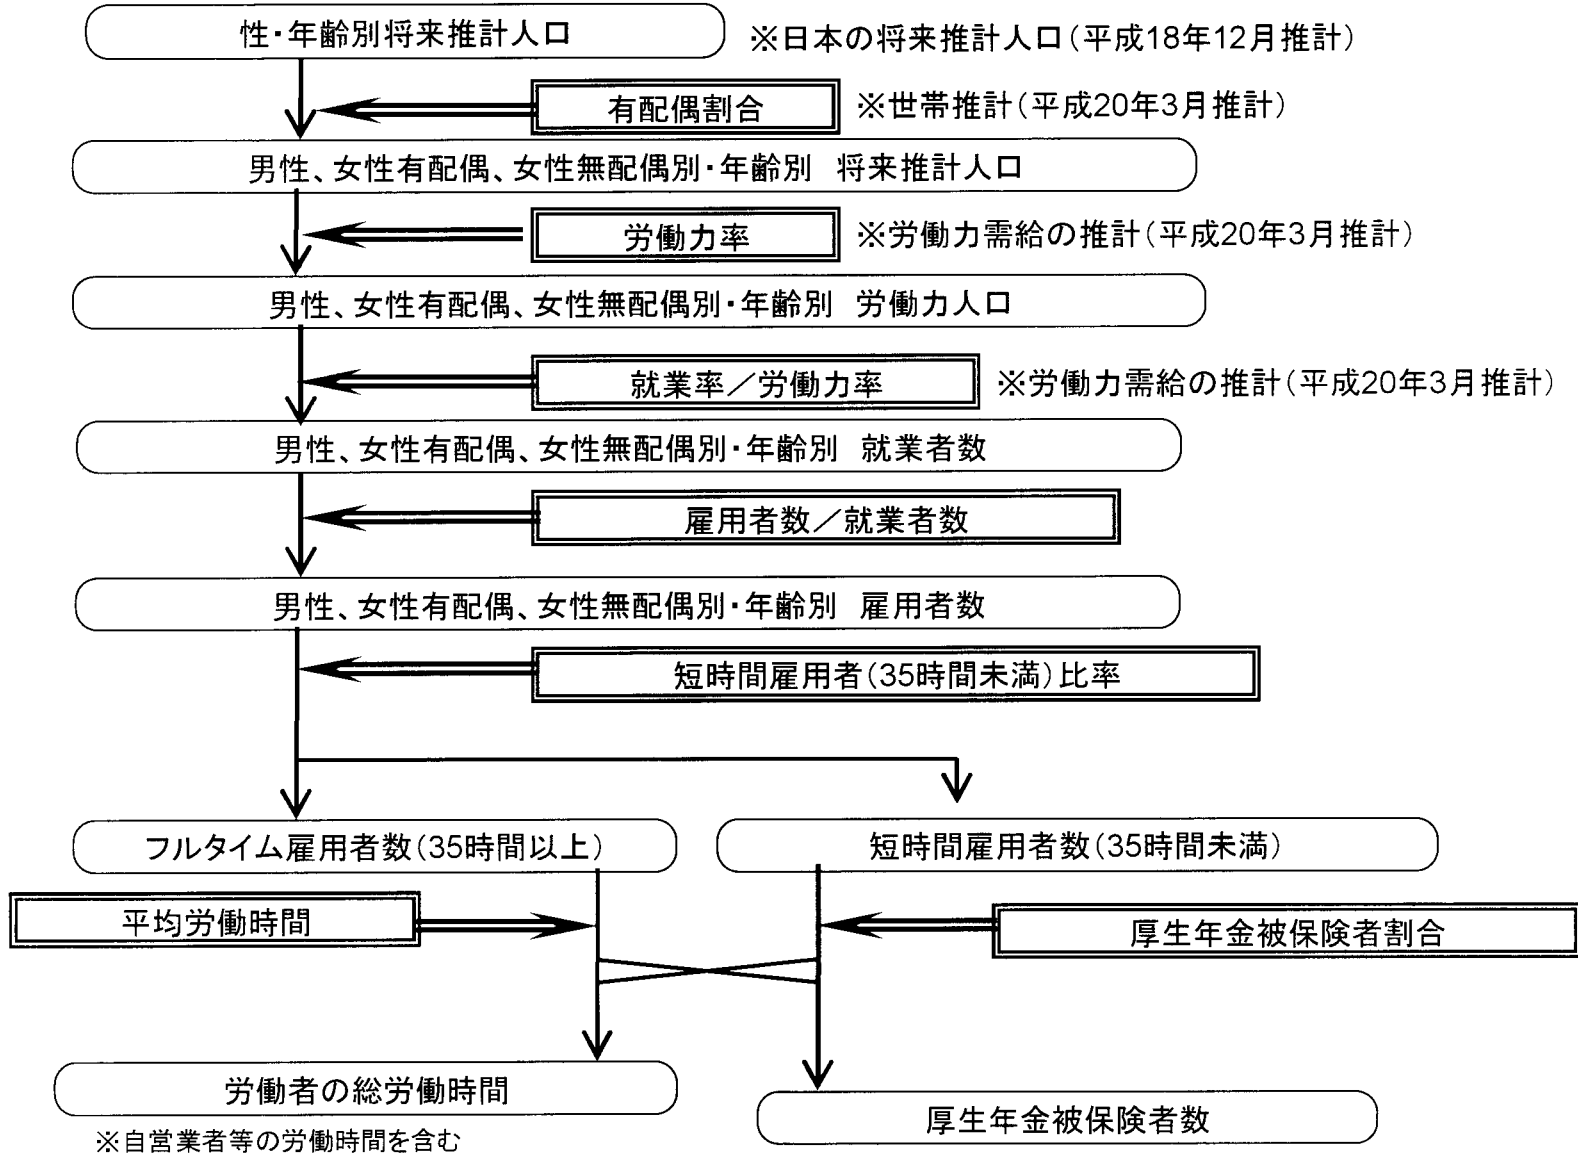 性・年齢別将来推計人口
※日本の将来推計人口(平成18年12月推計)
有配偶割合
※世帯推計(平成20年3月推計)
男性、女性有配偶、女性無配偶別・年齢別 将来推計人口
労働力率
※労働力需給の推計(平成20年3月推計)
男性、女性有配偶、女性無配偶別・年齢別 労働力人口
就業率／労働力率
※労働力需給の推計(平成20年3月推計)
男性、女性有配偶、女性無配偶別・年齢別 就業者数
雇用者数／就業者数
男性、女性有配偶、女性無配偶別・年齢別 雇用者数
短時間雇用者(35時間未満)比率
フルタイム雇用者数(35時間以上)
短時間雇用者数(35時間未満)
平均労働時間
厚生年金被保険者割合
労働者の総労働時間
厚生年金被保険者数
※自営業者等の労働時間を含む